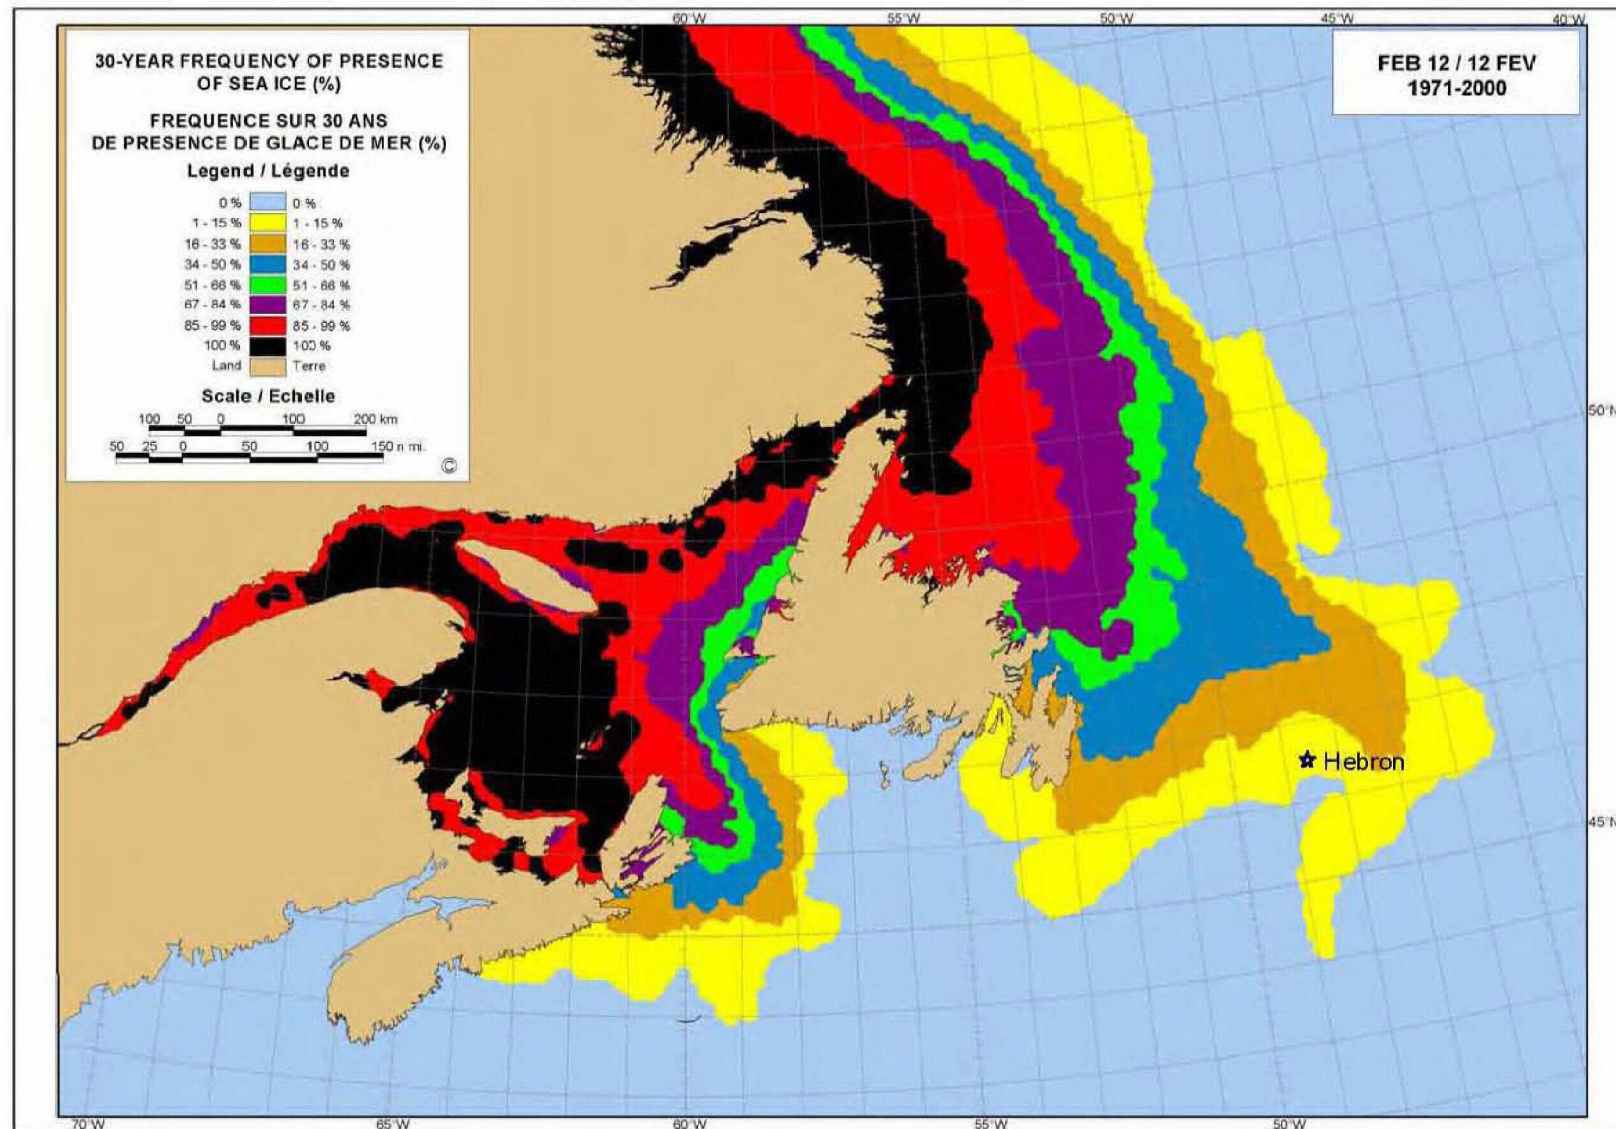 60°W 55°W 50°W 45°W 40°W
30-YEAR FREQUENCY OF PRESENCE
OF SEA ICE (%)
FREQUENCE SUR 30 ANS
DE PRESENCE DE GLACE DE MER (%)
Legend / Légende
0 % 0 %
1 - 15 % 1 - 15 %
16 - 33 % 16 - 33 %
34 - 50 % 34 - 50 %
51 - 66 % 51 - 66 %
67 - 84 % 67 - 84 %
85 - 99 % 85 - 99 %
100 % 100 %
Land Terre
Scale / Echelle
100 50 0 100 200 km
50 25 0 50 100 150 n mi.
©
FEB 12 / 12 FEV
1971-2000
50°N
Hebron
45°N
70°W 65°W 60°W 55°W 50°W